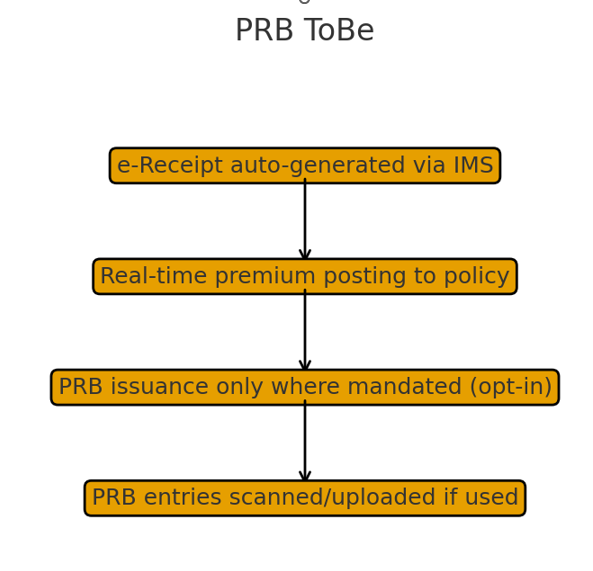 PRB ToBe
e-Receipt auto-generated via IMS
Real-time premium posting to policy
PRB issuance only where mandated (opt-in)
PRB entries scanned/uploaded if used